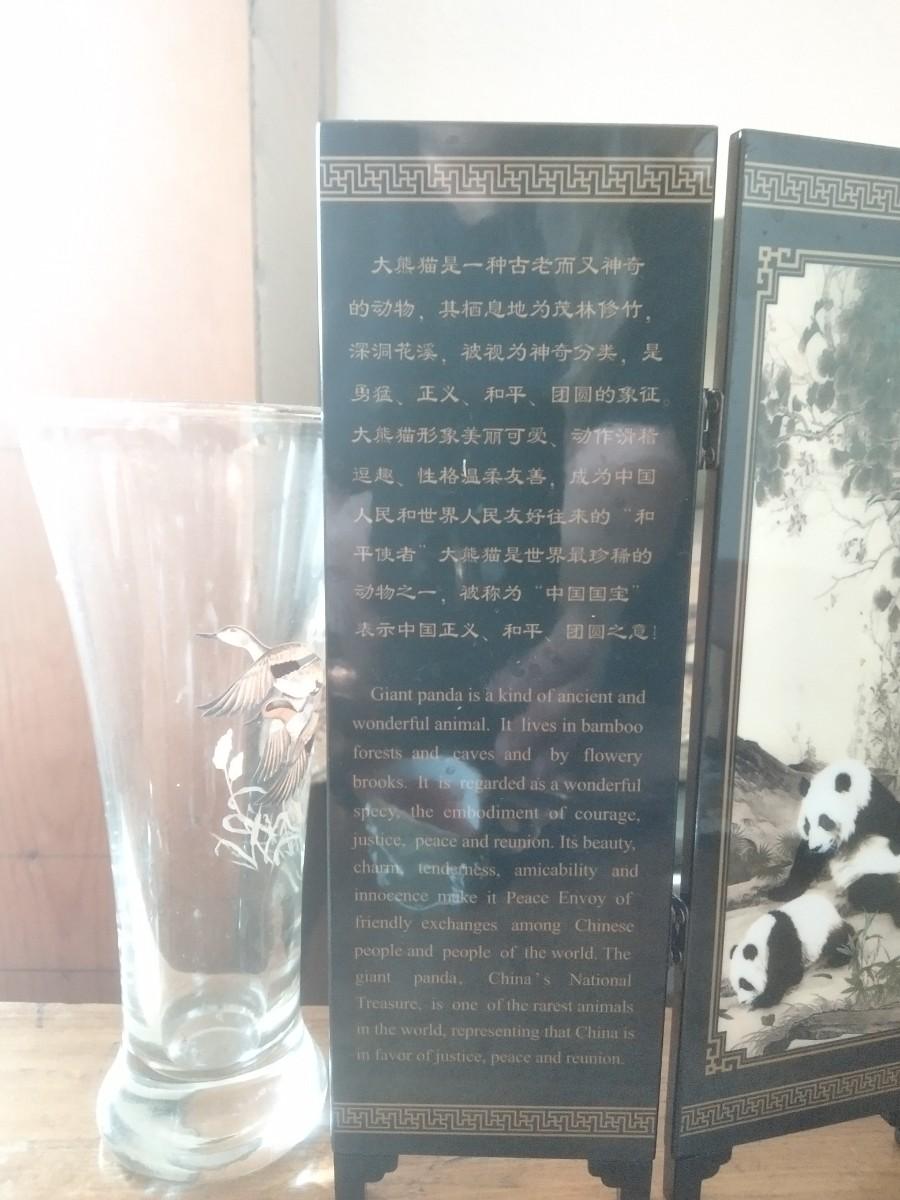 大熊猫是一种古老而又神奇
的动物，其栖息地为茂林修竹，
深洞花溪，被视为神奇分类，是
勇猛、正义、和平、团圆的象征。
大熊猫形象美丽可爱、动作滑稽
逗趣、性格温柔友善，成为中国
人民和世界人民友好往来的“和
平使者”大熊猫是世界最珍稀的
动物之一，被称为“中国国宝”
表示中国正义、和平、团圆之意！
Giant panda is a kind of ancient and
wonderful animal. It lives in bamboo
forests and caves and by flowery
brooks. It is regarded as a wonderful
specy, the embodiment of courage,
justice, peace and reunion. Its beauty,
charm, tenderness, amicability and
innocence make it Peace Envoy of
friendly exchanges among Chinese
people and people of the world. The
giant panda, China's National
Treasure, is one of the rarest animals
in the world, representing that China is
in favor of justice, peace and reunion.